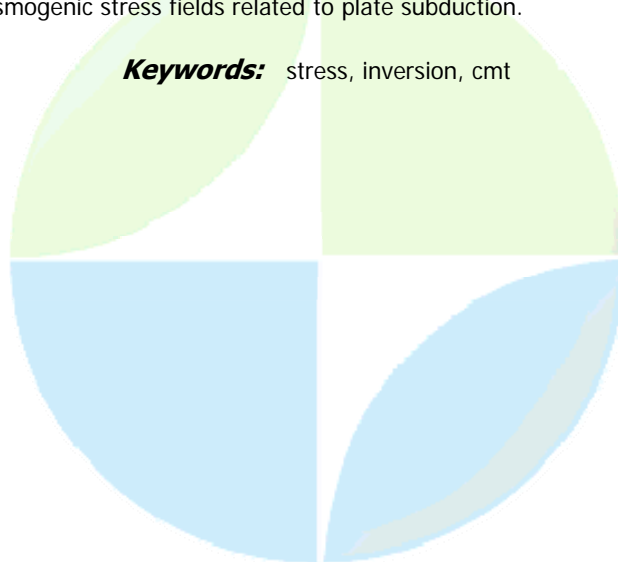 smogenic stress fields related to plate subduction.
Keywords: stress, inversion, cmt